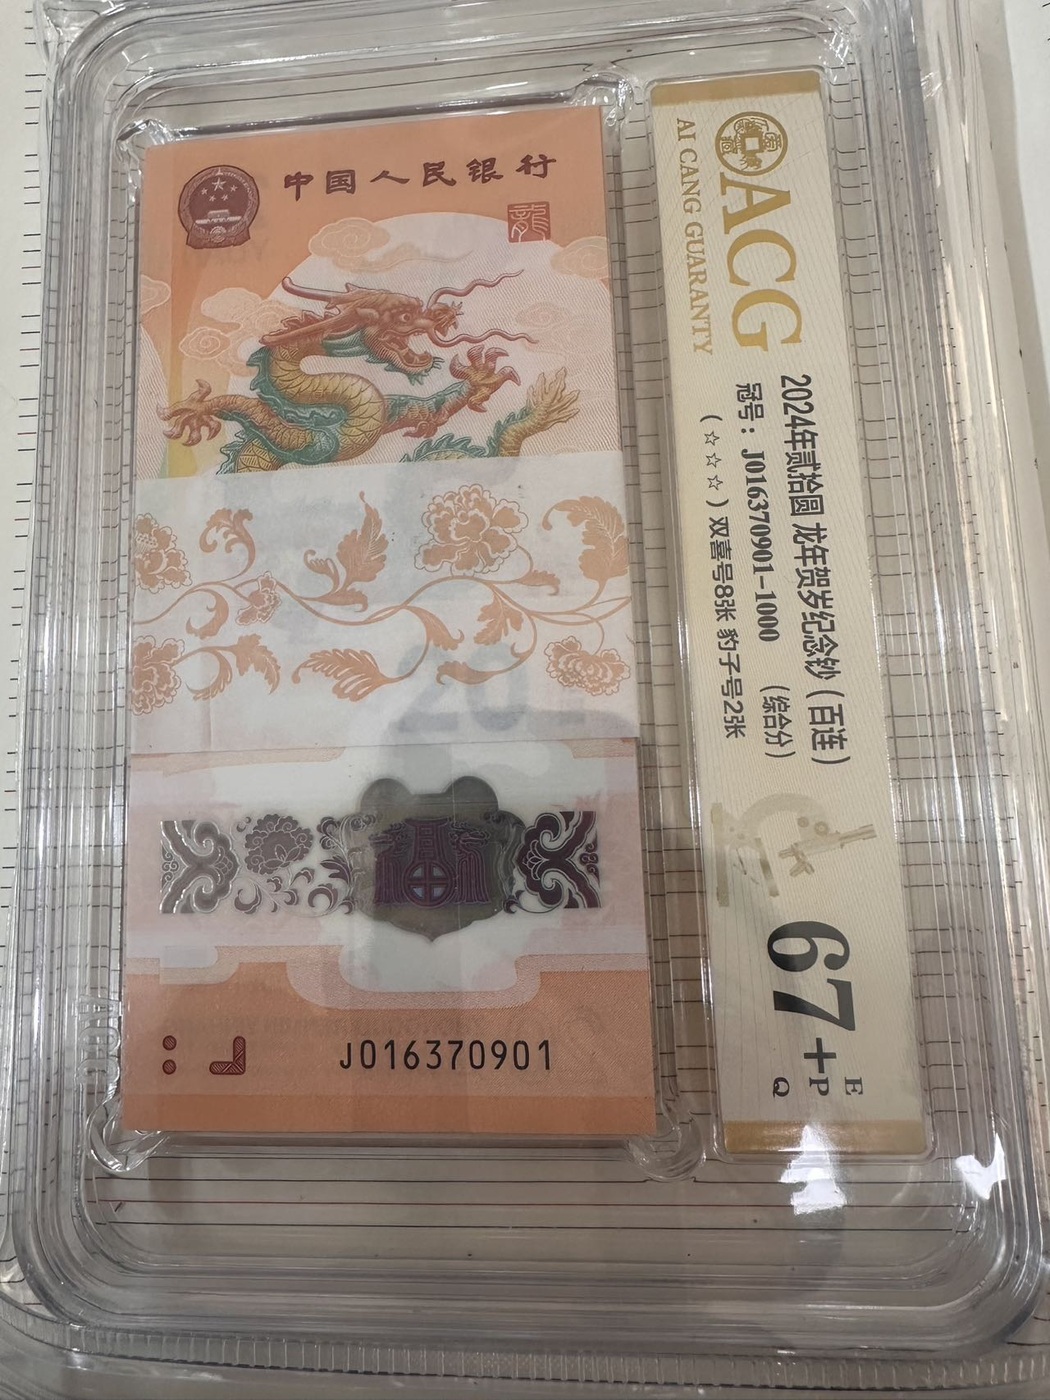 中国人民银行
J016370901
ACG
AI CANG GUARANTY
2024年贰拾圆 龙年贺岁纪念钞(百连)
冠号:J016370901-1000 (综合分)
(☆☆☆)双喜号8张 豹子号2张
67+
E
P
Q